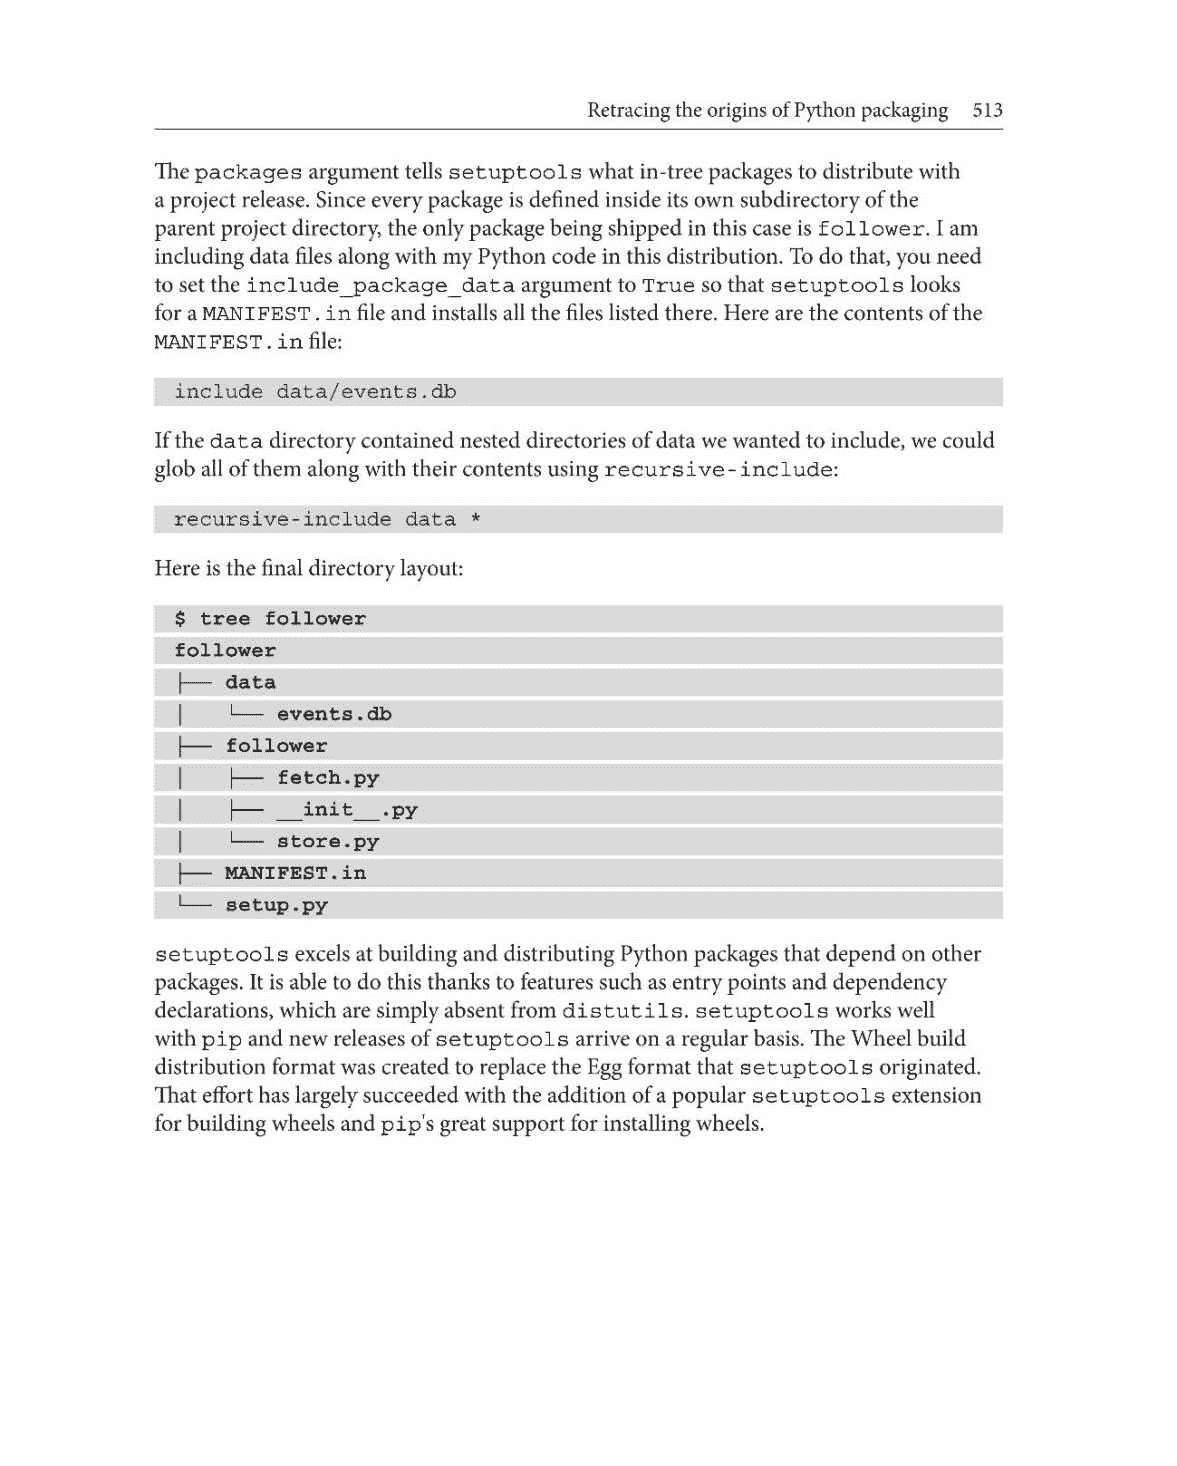 Retracing the origins of Python packaging 513
The packages argument tells setuptools what in-tree packages to distribute with
a project release. Since every package is defined inside its own subdirectory of the
parent project directory, the only package being shipped in this case is follower. I am
including data files along with my Python code in this distribution. To do that, you need
to set the include_package_data argument to True so that setuptools looks
for a MANIFEST.in file and installs all the files listed there. Here are the contents of the
MANIFEST.in file:
include data/events.db
If the data directory contained nested directories of data we wanted to include, we could
glob all of them along with their contents using recursive-include:
recursive-include data *
Here is the final directory layout:
$ tree follower
follower
├── data
│   └── events.db
├── follower
│   ├── fetch.py
│   ├── __init__.py
│   └── store.py
├── MANIFEST.in
└── setup.py
setuptools excels at building and distributing Python packages that depend on other
packages. It is able to do this thanks to features such as entry points and dependency
declarations, which are simply absent from distutils. setuptools works well
with pip and new releases of setuptools arrive on a regular basis. The Wheel build
distribution format was created to replace the Egg format that setuptools originated.
That effort has largely succeeded with the addition of a popular setuptools extension
for building wheels and pip's great support for installing wheels.